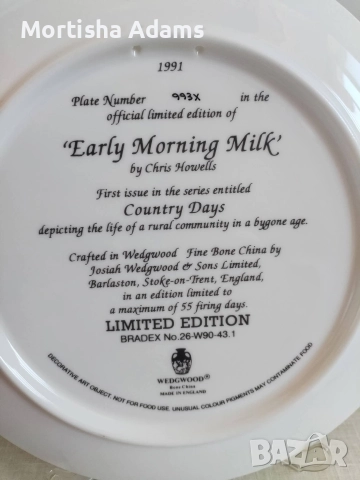 Mortisha Adams
1991
Plate Number 993X in the
official limited edition of
'Early Morning Milk'
by Chris Howells
First issue in the series entitled
Country Days
depicting the life of a rural community in a bygone age.
Crafted in Wedgwood Fine Bone China by
Josiah Wedgwood & Sons Limited,
Barlaston, Stoke-on-Trent, England,
in an edition limited to
a maximum of 55 firing days.
LIMITED EDITION
BRADEX No.26-W90-43.1
WEDGWOOD®
BONE CHINA
MADE IN ENGLAND
DECORATIVE ART OBJECT. NOT FOR FOOD USE. UNUSUAL COLOUR PIGMENTS MAY CONTAMINATE FOOD
BAZAR